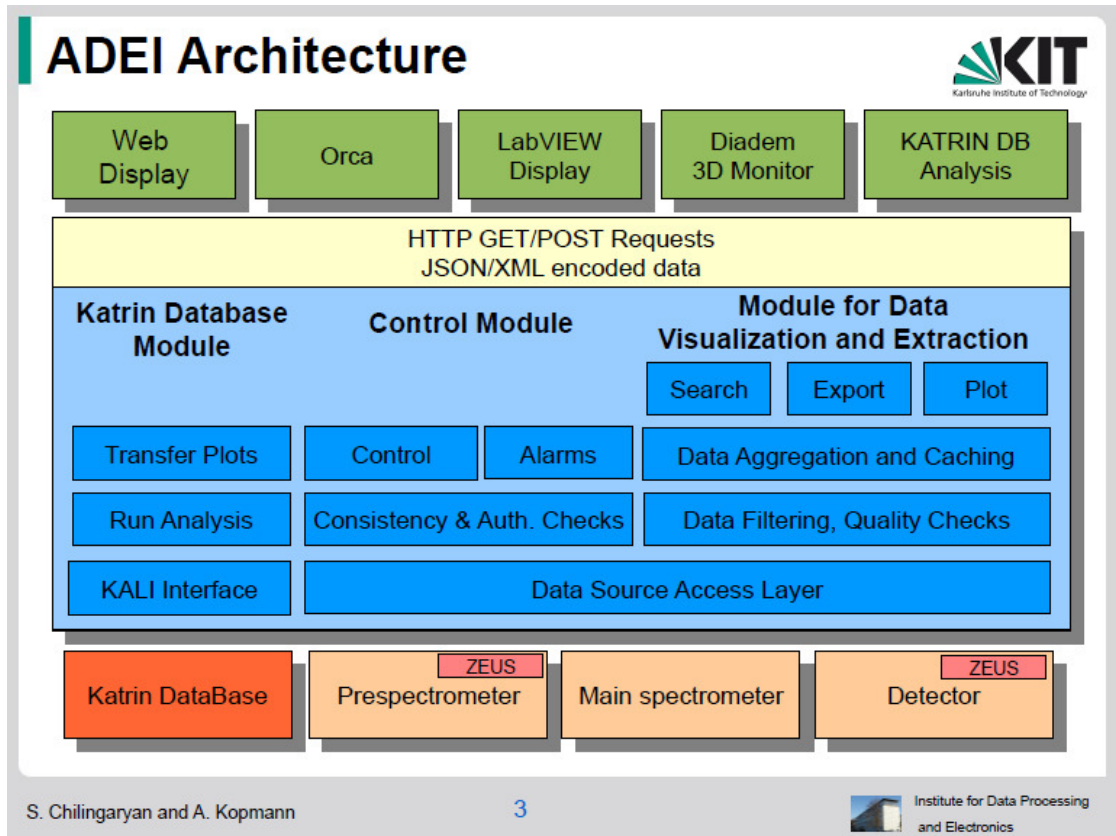 ADEI Architecture
KIT
Karlsruhe Institute of Technology
Web
Display
Orca
LabVIEW
Display
Diadem
3D Monitor
KATRIN DB
Analysis
HTTP GET/POST Requests
JSON/XML encoded data
Katrin Database
Module
Control Module
Module for Data
Visualization and Extraction
Search
Export
Plot
Transfer Plots
Control
Alarms
Data Aggregation and Caching
Run Analysis
Consistency & Auth. Checks
Data Filtering, Quality Checks
KALI Interface
Data Source Access Layer
Katrin DataBase
ZEUS
Prespectrometer
Main spectrometer
ZEUS
Detector
S. Chilingaryan and A. Kopmann
3
Institute for Data Processing
and Electronics